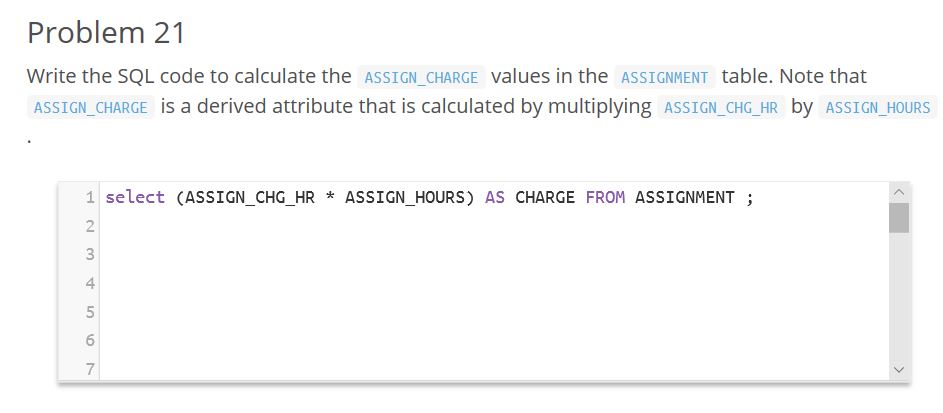 Problem 21
Write the SQL code to calculate the ASSIGN_CHARGE values in the ASSIGNMENT table. Note that
ASSIGN_CHARGE is a derived attribute that is calculated by multiplying ASSIGN_CHG_HR by ASSIGN_HOURS
.
1 select (ASSIGN_CHG_HR * ASSIGN_HOURS) AS CHARGE FROM ASSIGNMENT ;
2
3
4
5
6
7